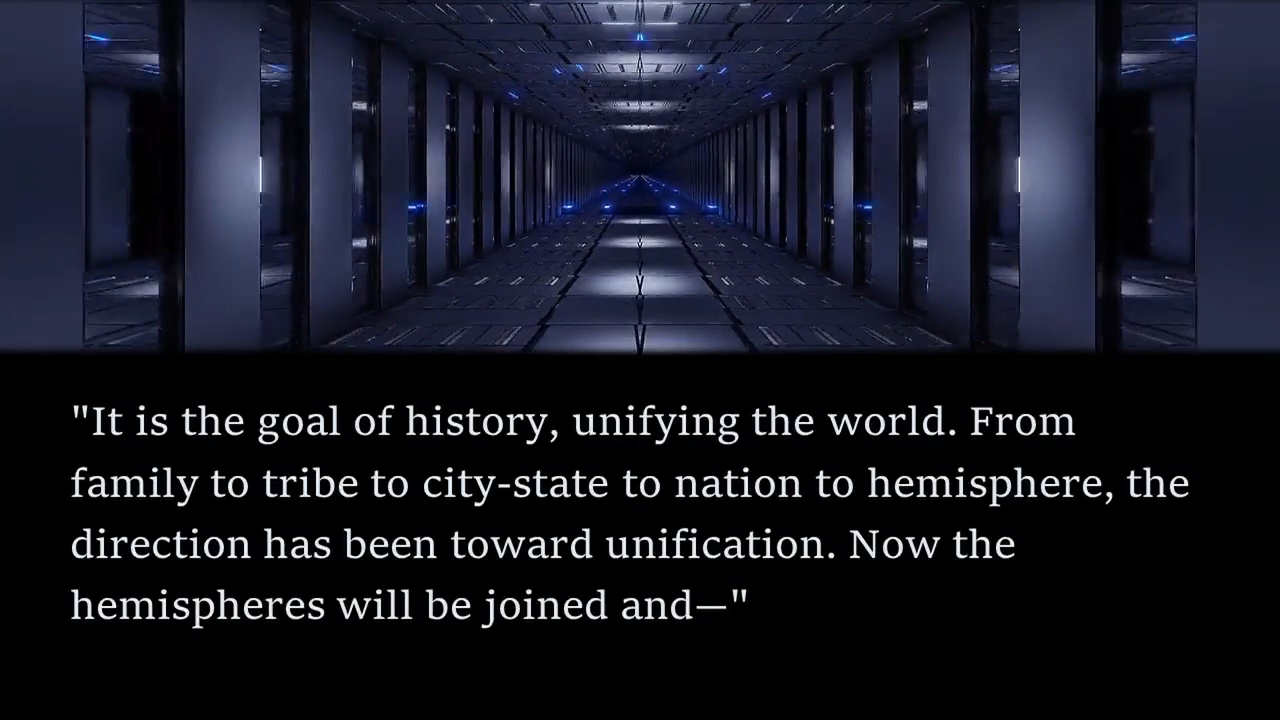 "It is the goal of history, unifying the world. From
family to tribe to city-state to nation to hemisphere, the
direction has been toward unification. Now the
hemispheres will be joined and—"